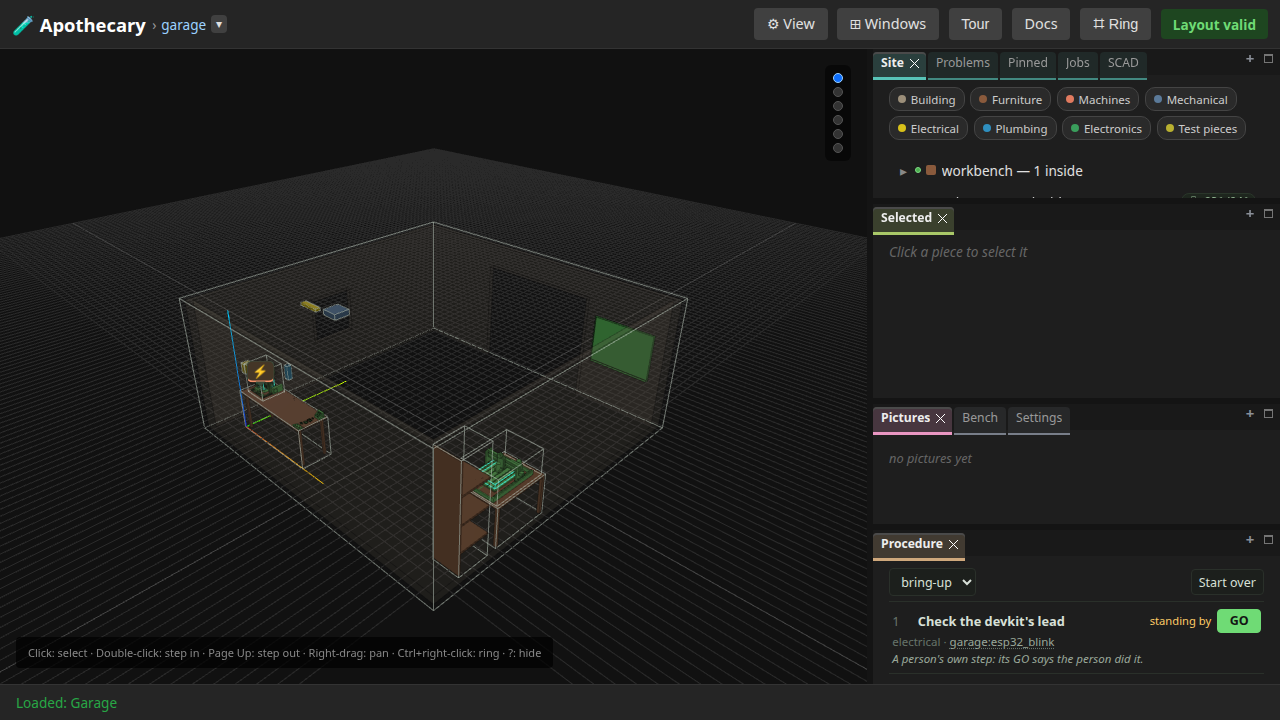 Apothecary › garage ▾
⚙ View
⊞ Windows
Tour
Docs
⌗ Ring
Layout valid
Site
Problems
Pinned
Jobs
SCAD
Building
Furniture
Machines
Mechanical
Electrical
Plumbing
Electronics
Test pieces
workbench — 1 inside
Selected
Click a piece to select it
Pictures
Bench
Settings
no pictures yet
Procedure
bring-up
Start over
1 Check the devkit's lead
standing by
GO
electrical · garage:esp32_blink
A person's own step: its GO says the person did it.
Click: select · Double-click: step in · Page Up: step out · Right-drag: pan · Ctrl+right-click: ring · ?: hide
Loaded: Garage